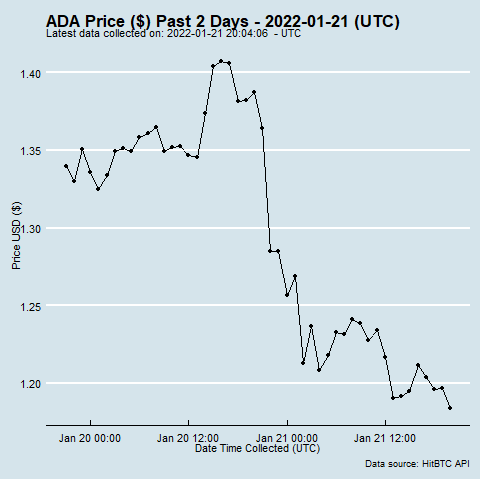 ADA Price ($) Past 2 Days - 2022-01-21 (UTC)
Latest data collected on: 2022-01-21 20:04:06 - UTC
1.40
1.35
1.30
1.25
1.20
Price USD ($)
Jan 20 00:00 Jan 20 12:00 Jan 21 00:00 Jan 21 12:00
Date Time Collected (UTC)
Data source: HitBTC API